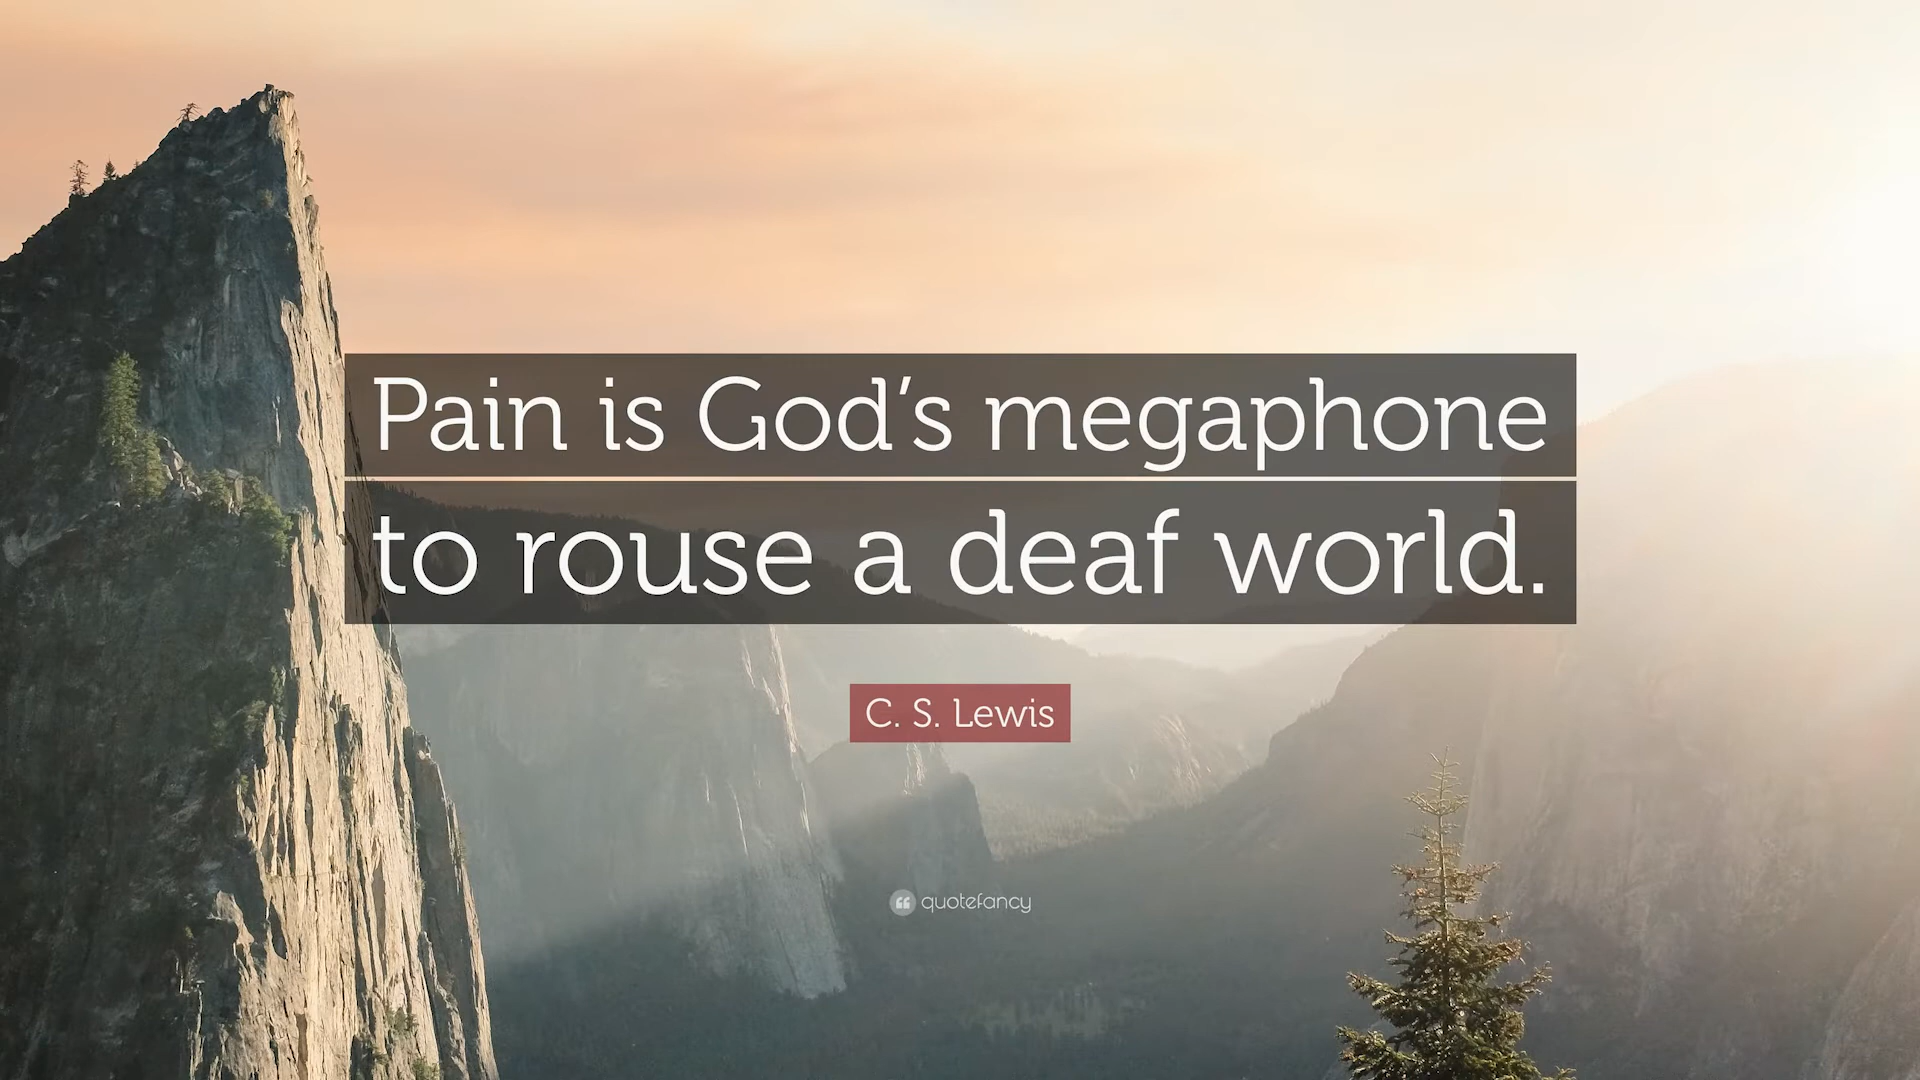 Pain is God’s megaphone
to rouse a deaf world.
C. S. Lewis
quotefancy